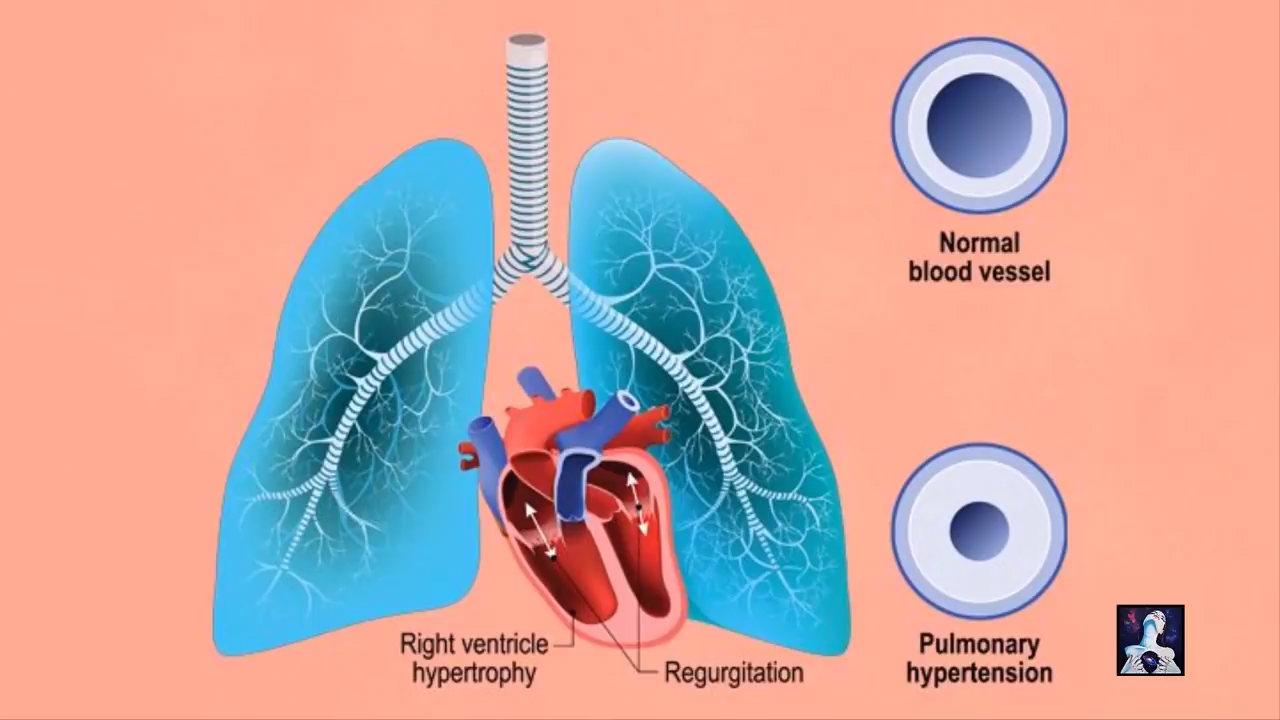 Normal
blood vessel
Right ventricle
hypertrophy
Regurgitation
Pulmonary
hypertension